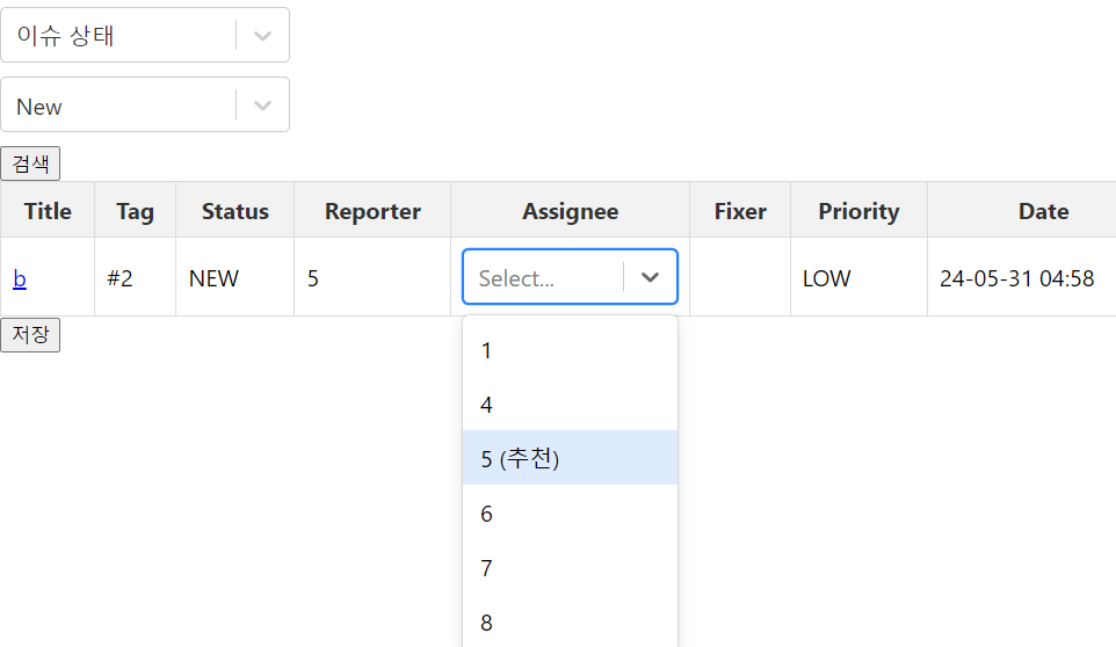 이슈 상태
New
검색
Title Tag Status Reporter Assignee Fixer Priority Date
b #2 NEW 5 Select... LOW 24-05-31 04:58
저장
1
4
5 (추천)
6
7
8